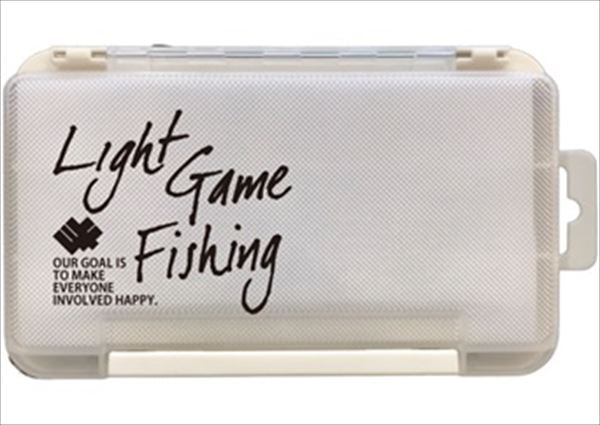 Light
Game
Fishing
OUR GOAL IS
TO MAKE
EVERYONE
INVOLVED HAPPY.